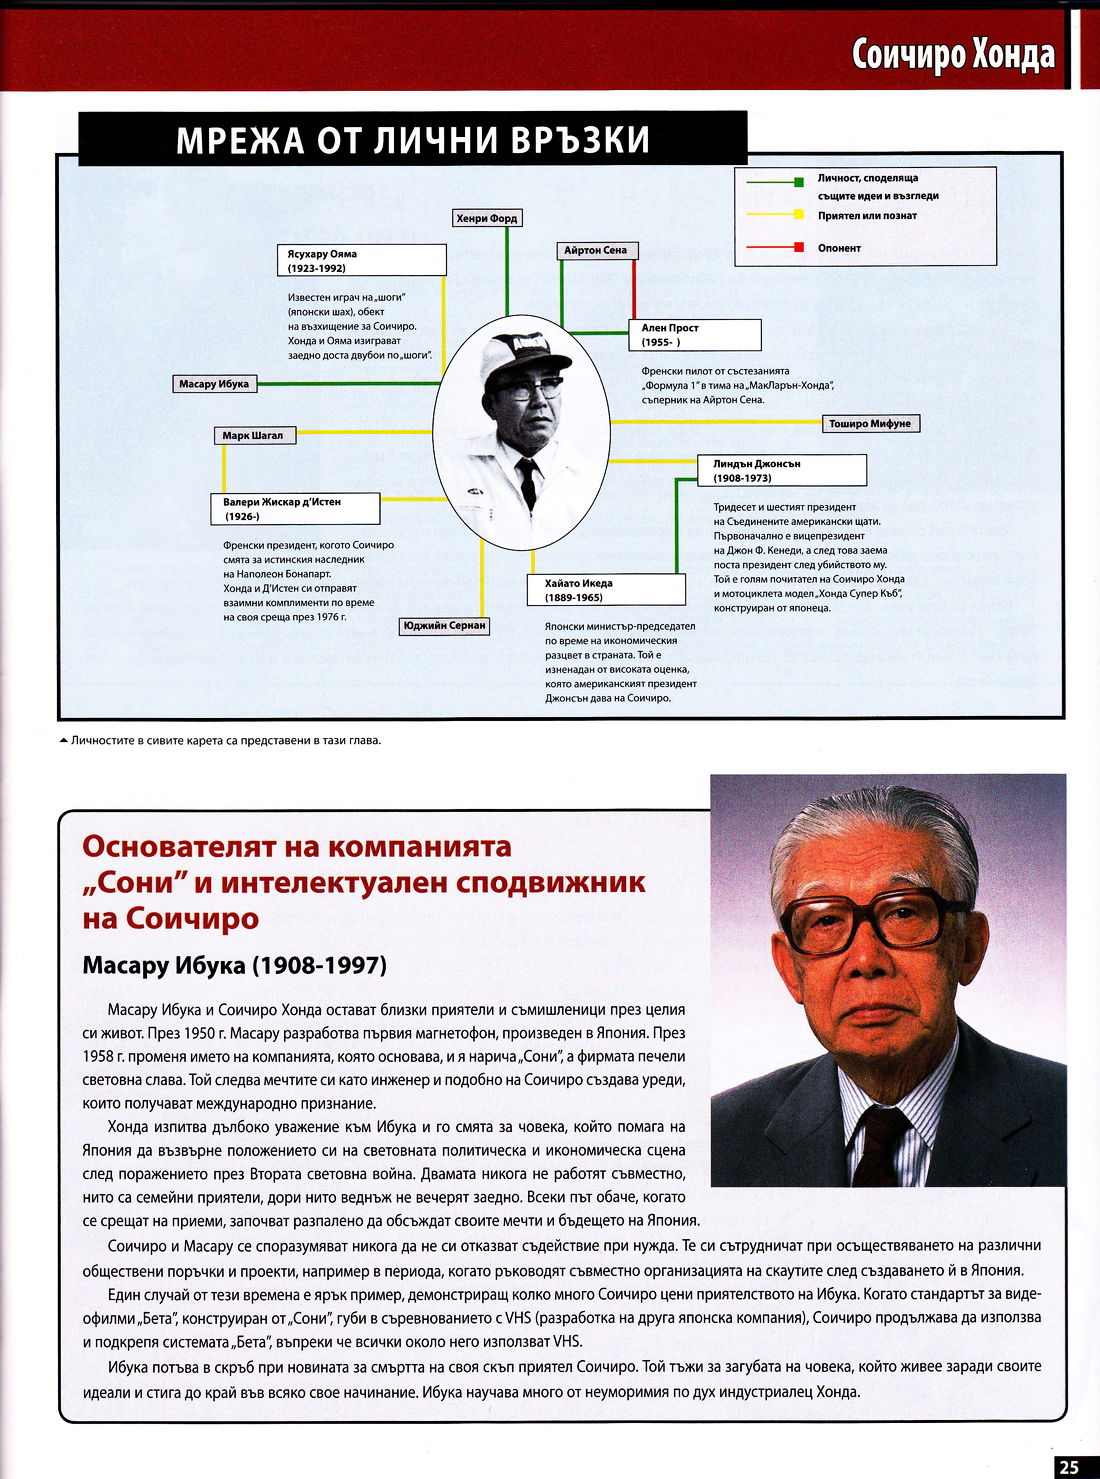 Соичиро Хонда
МРЕЖА ОТ ЛИЧНИ ВРЪЗКИ
Личност, споделяща
същите идеи и възгледи
Приятел или познат
Опонент
Хенри Форд
Айртон Сена
Ясухару Ояма
(1923-1992)
Известен играч на „шоги“
(японски шах), обект
на възхищение за Соичиро.
Хонда и Ояма изиграват
заедно доста двубои по „шоги“.
Ален Прост
(1955- )
Френски пилот от състезанията
„Формула 1“ в тима на „МакЛарън-Хонда“,
съперник на Айртон Сена.
Масару Ибука
Марк Шагал
Тоширо Мифуне
Линдън Джонсън
(1908-1973)
Тридесет и шестият президент
на Съединените американски щати.
Първоначално е вицепрезидент
на Джон Ф. Кенеди, а след това заема
поста президент след убийството му.
Той е голям почитател на Соичиро Хонда
и мотоциклета модел „Хонда Супер Къб“,
конструиран от японеца.
Валери Жискар д’Истен
(1926-)
Френски президент, когото Соичиро
смята за истинския наследник
на Наполеон Бонапарт.
Хонда и Д’Истен си отправят
взаимни комплименти по време
на своя среща през 1976 г.
Юджийн Сернан
Хайато Икеда
(1889-1965)
Японски министър-председател
по време на икономическия
разцвет в страната. Той е
изненадан от високата оценка,
която американският президент
Джонсън дава на Соичиро.
Личностите в сивите карета са представени в тази глава.
Основателят на компанията
„Сони“ и интелектуален сподвижник
на Соичиро
Масару Ибука (1908-1997)
Масару Ибука и Соичиро Хонда остават близки приятели и съмишленици през целия
си живот. През 1950 г. Масару разработва първия магнетофон, произведен в Япония. През
1958 г. променя името на компанията, която основава, и я нарича „Сони“, а фирмата печели
световна слава. Той следва мечтите си като инженер и подобно на Соичиро създава уреди,
които получават международно признание.
Хонда изпитва дълбоко уважение към Ибука и го смята за човека, който помага на
Япония да възвърне положението си на световната политическа и икономическа сцена
след поражението през Втората световна война. Двамата никога не работят съвместно,
нито са семейни приятели, дори нито веднъж не вечерят заедно. Всеки път обаче, когато
се срещат на приеми, започват разпалено да обсъждат своите мечти и бъдещето на Япония.
Соичиро и Масару се споразумяват никога да не си отказват съдействие при нужда. Те си сътрудничат при осъществяването на различни
обществени поръчки и проекти, например в периода, когато ръководят съвместно организацията на скаутите след създаването й в Япония.
Един случай от тези времена е ярък пример, демонстриращ колко много Соичиро цени приятелството на Ибука. Когато стандартът за виде-
офилми „Бета“, конструиран от „Сони“, губи в съревнованието с VHS (разработка на друга японска компания), Соичиро продължава да използва
и подкрепя системата „Бета“, въпреки че всички около него използват VHS.
Ибука потъва в скръб при новината за смъртта на своя скъп приятел Соичиро. Той тъжи за загубата на човека, който живее заради своите
идеали и стига до край във всяко свое начинание. Ибука научава много от неуморимия по дух индустриалец Хонда.
25